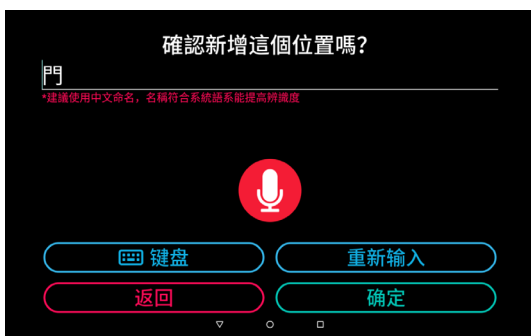 確認新增這個位置嗎?
門
*建議使用中文命名，名稱符合系統語系能提高辨識度
键盘
重新输入
返回
确定